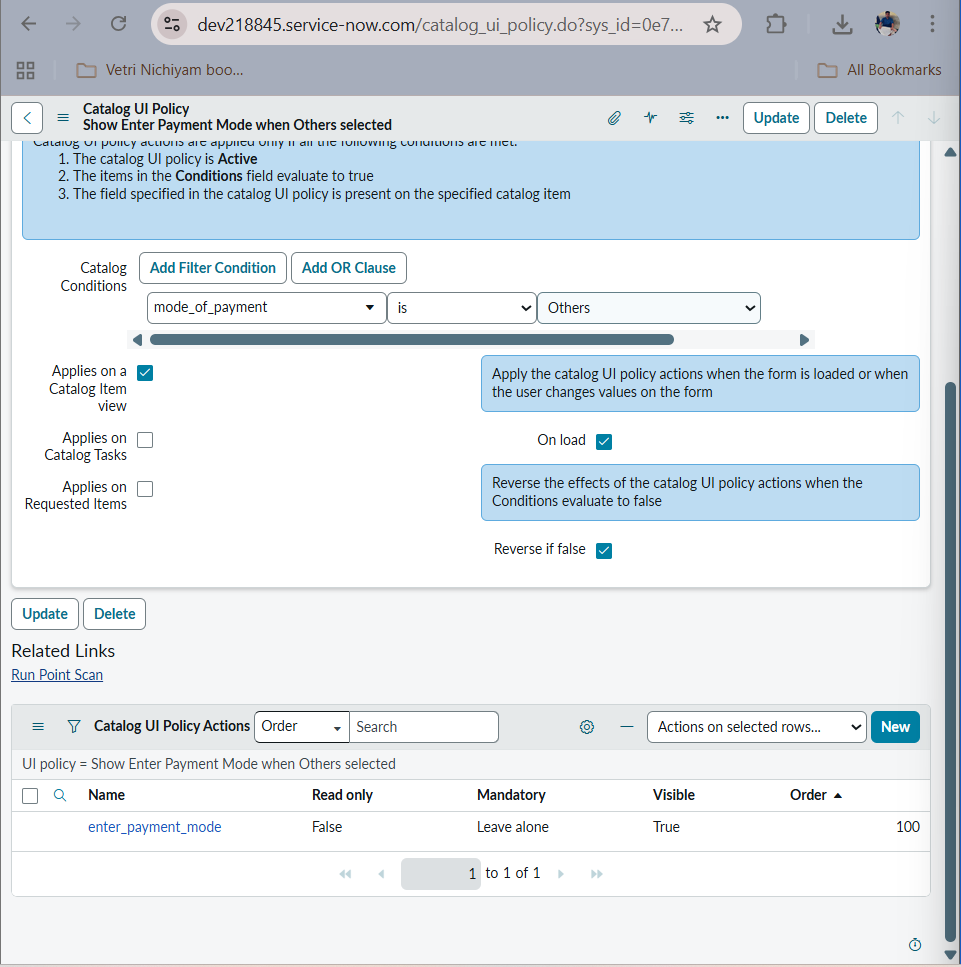 dev218845.service-now.com/catalog_ui_policy.do?sys_id=0e7...
Vetri Nichiyam boo...
All Bookmarks
Catalog UI Policy
Show Enter Payment Mode when Others selected
Update
Delete
Catalog UI policy actions are applied only if all the following conditions are met:
1. The catalog UI policy is Active
2. The items in the Conditions field evaluate to true
3. The field specified in the catalog UI policy is present on the specified catalog item
Catalog Conditions
Add Filter Condition
Add OR Clause
mode_of_payment
is
Others
Applies on a Catalog Item view
Apply the catalog UI policy actions when the form is loaded or when
the user changes values on the form
Applies on Catalog Tasks
On load
Applies on Requested Items
Reverse the effects of the catalog UI policy actions when the
Conditions evaluate to false
Reverse if false
Update
Delete
Related Links
Run Point Scan
Catalog UI Policy Actions
Order
Search
Actions on selected rows...
New
UI policy = Show Enter Payment Mode when Others selected
Name Read only Mandatory Visible Order
enter_payment_mode False Leave alone True 100
1 to 1 of 1